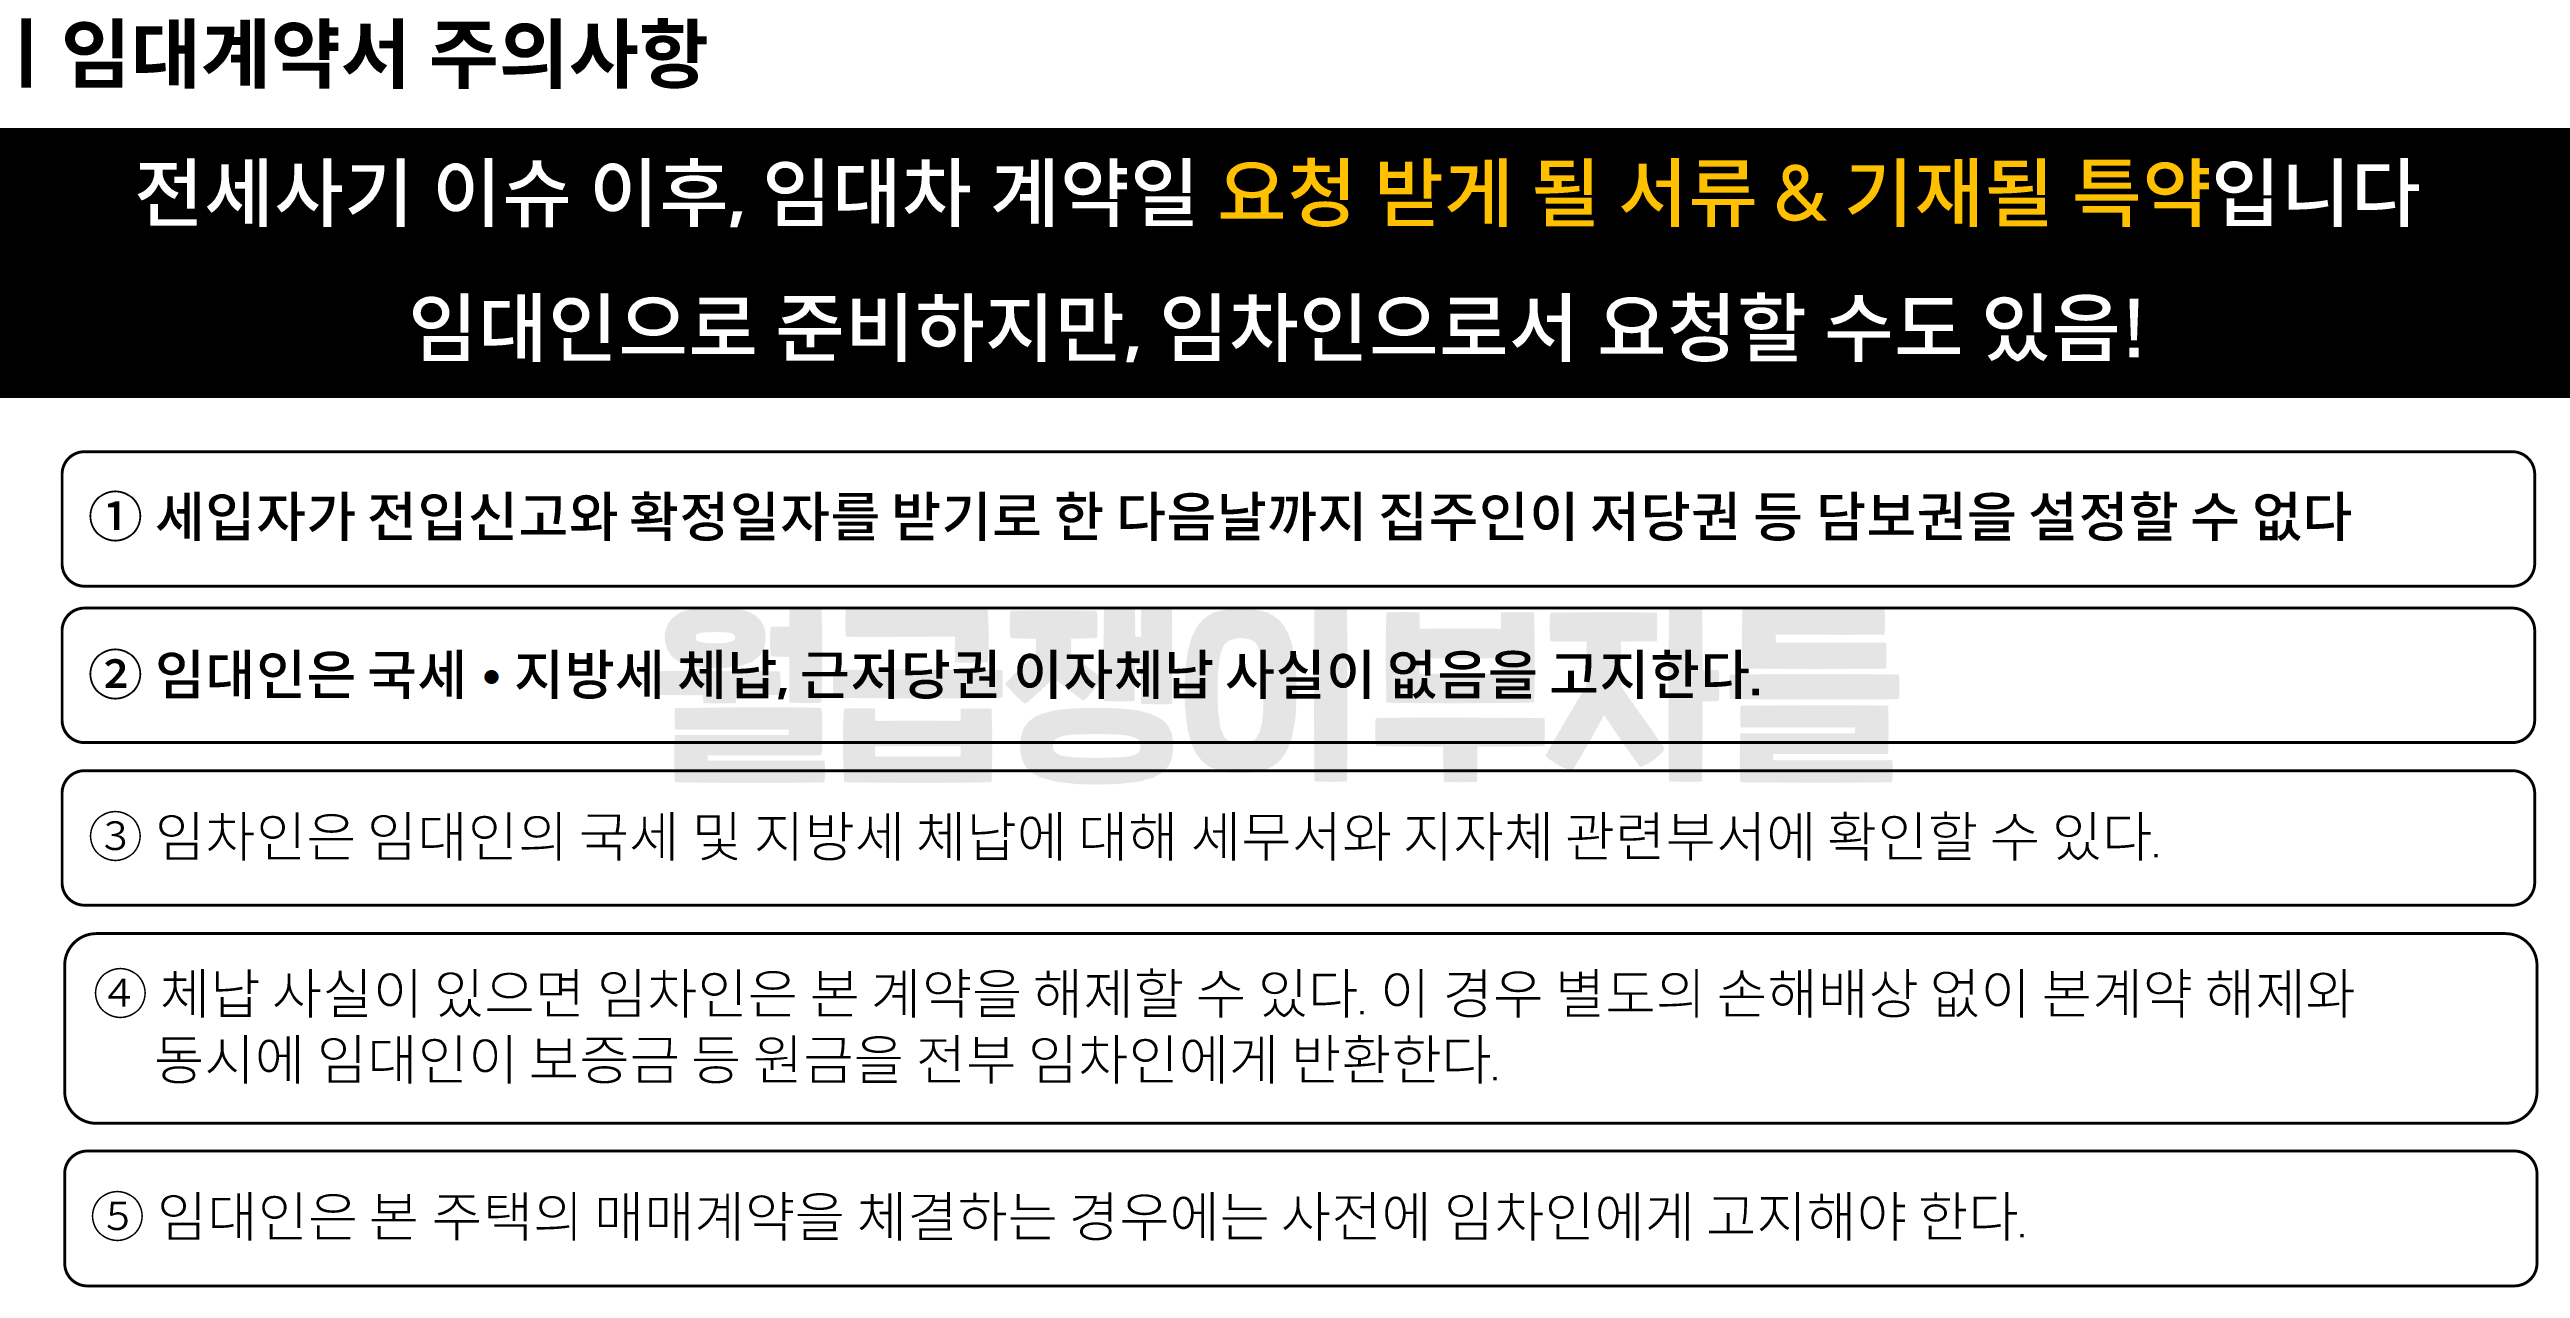 | 임대계약서 주의사항
전세사기 이슈 이후, 임대차 계약일 요청 받게 될 서류 & 기재될 특약입니다
임대인으로 준비하지만, 임차인으로서 요청할 수도 있음!
① 세입자가 전입신고와 확정일자를 받기로 한 다음날까지 집주인이 저당권 등 담보권을 설정할 수 없다
월급쟁이부자들
② 임대인은 국세 • 지방세 체납, 근저당권 이자체납 사실이 없음을 고지한다.
③ 임차인은 임대인의 국세 및 지방세 체납에 대해 세무서와 지자체 관련부서에 확인할 수 있다.
④ 체납 사실이 있으면 임차인은 본 계약을 해제할 수 있다. 이 경우 별도의 손해배상 없이 본계약 해제와
동시에 임대인이 보증금 등 원금을 전부 임차인에게 반환한다.
⑤ 임대인은 본 주택의 매매계약을 체결하는 경우에는 사전에 임차인에게 고지해야 한다.